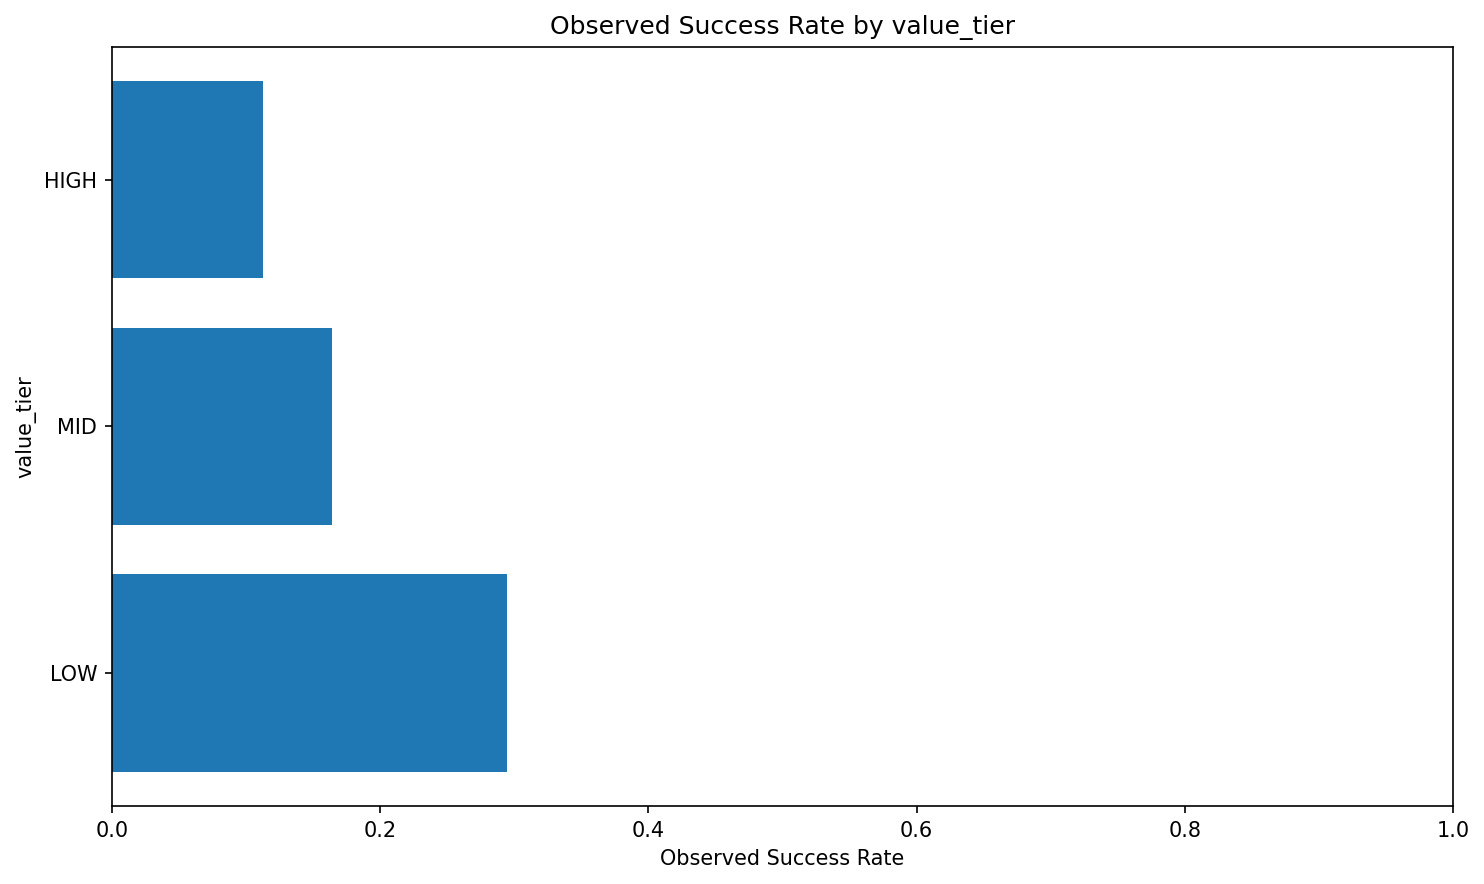 Observed Success Rate by value_tier
value_tier
HIGH
MID
LOW
0.0 0.2 0.4 0.6 0.8 1.0
Observed Success Rate